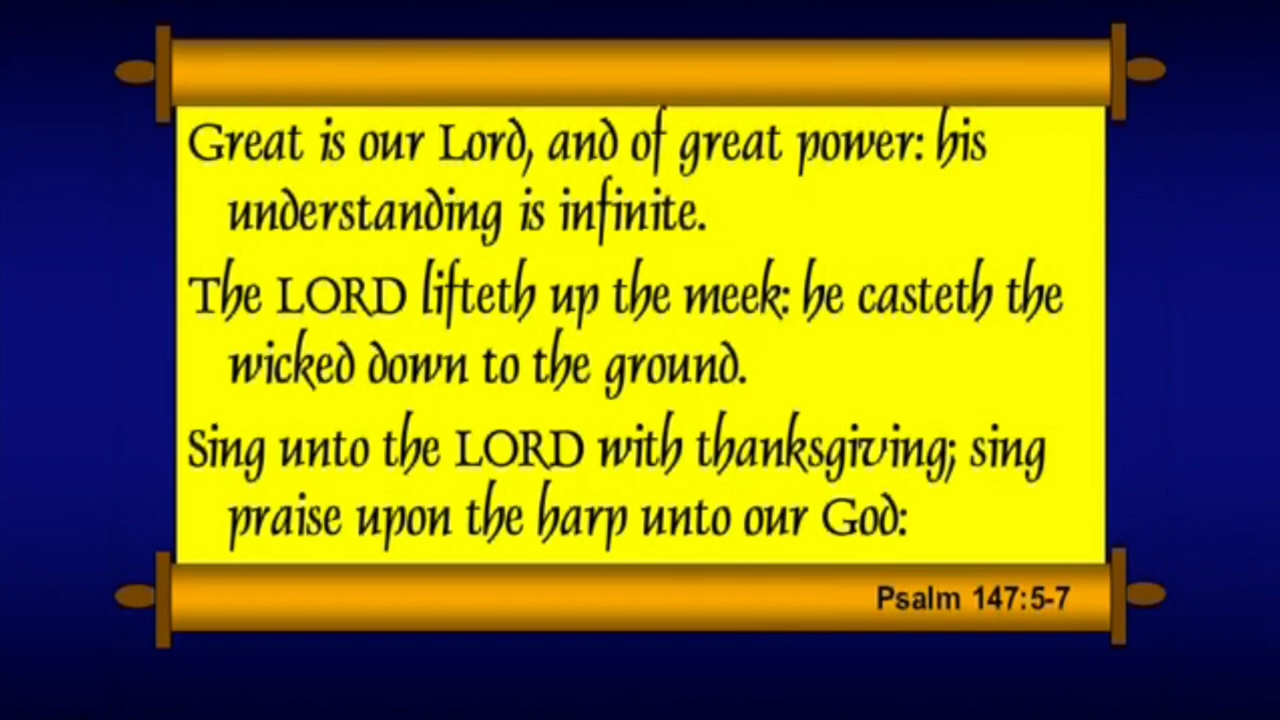 Great is our Lord, and of great power: his
understanding is infinite.
The LORD lifteth up the meek: he casteth the
wicked down to the ground.
Sing unto the LORD with thanksgiving; sing
praise upon the harp unto our God:
Psalm 147:5-7